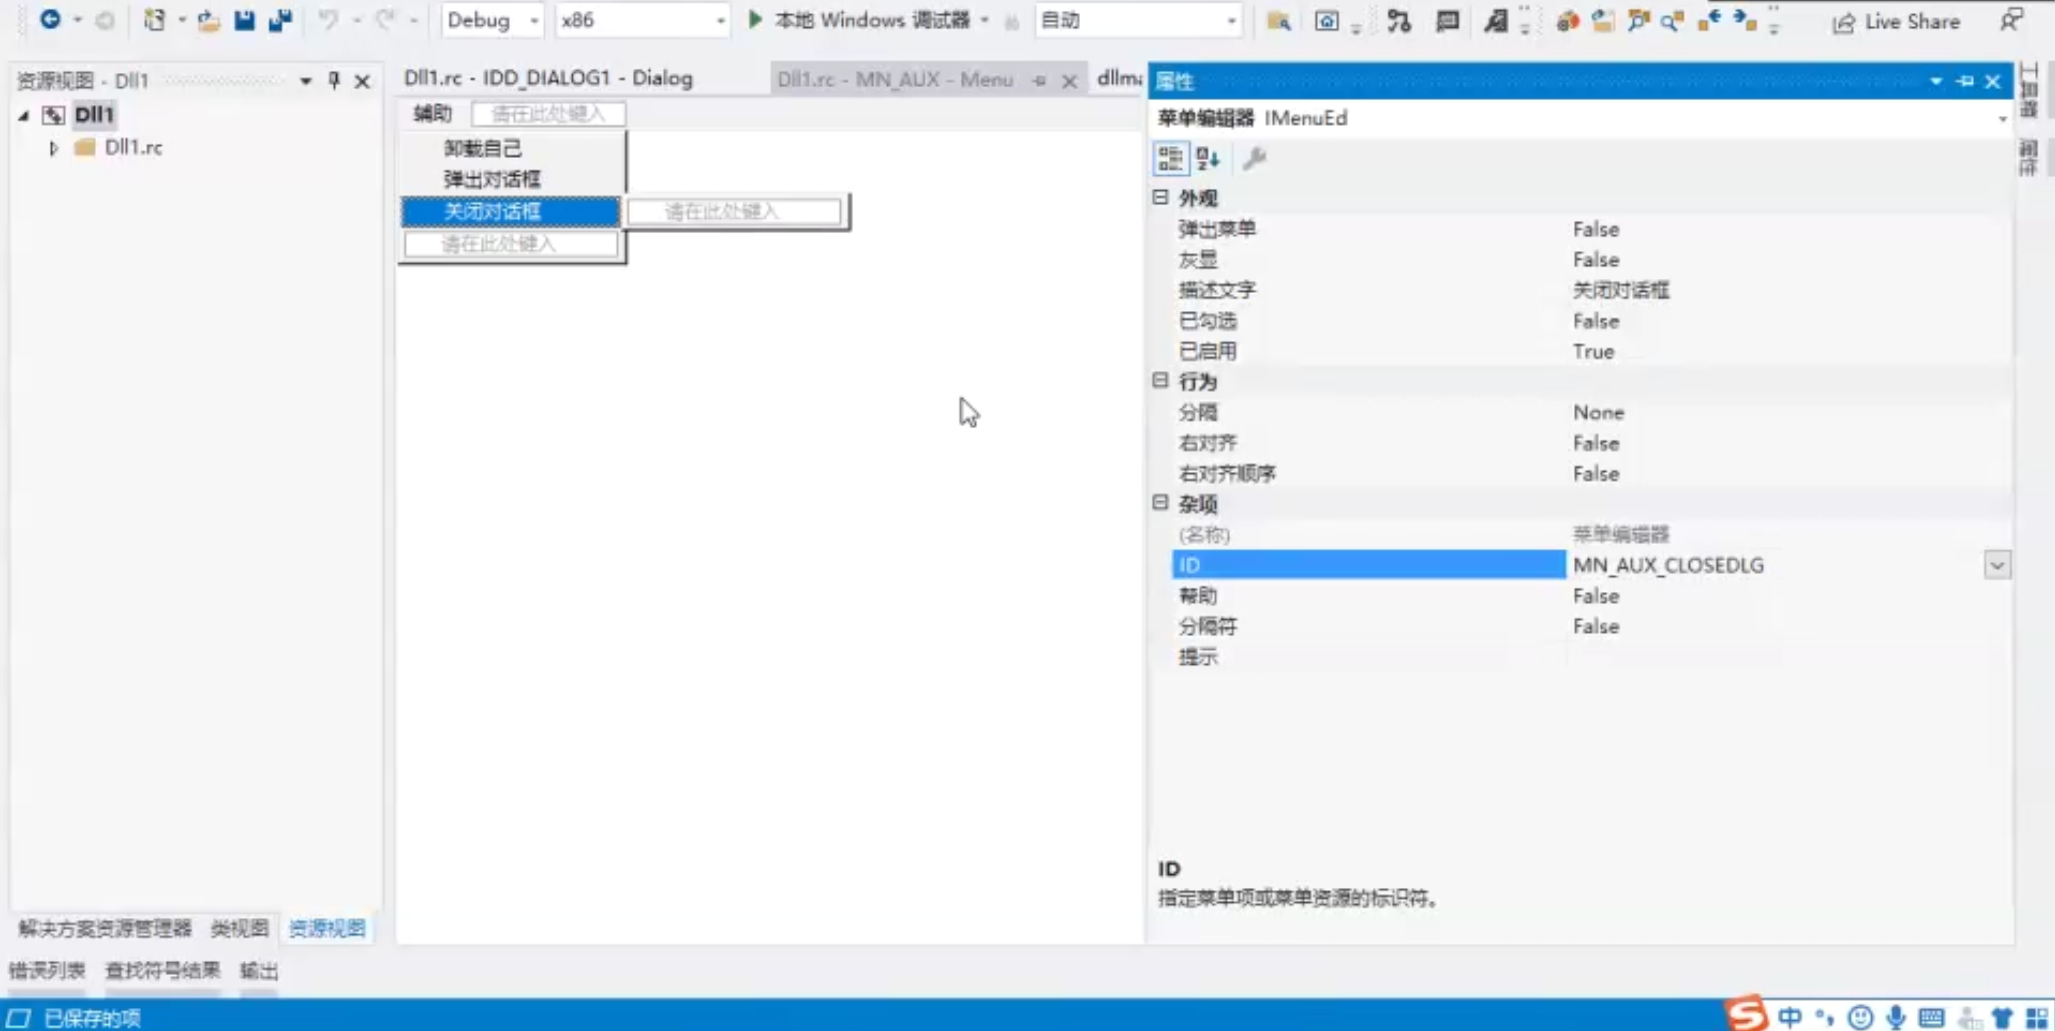 Debug x86 本地 Windows 调试器 自动 Live Share
资源视图 - Dll1
Dll1
Dll1.rc
Dll1.rc - IDD_DIALOG1 - Dialog Dll1.rc - MN_AUX - Menu dllma
辅助 请在此处键入
卸载自己
弹出对话框
关闭对话框 请在此处键入
请在此处键入
属性
菜单编辑器 IMenuEd
外观
弹出菜单 False
灰显 False
描述文字 关闭对话框
已勾选 False
已启用 True
行为
分隔 None
右对齐 False
右对齐顺序 False
杂项
(名称) 菜单编辑器
ID MN_AUX_CLOSEDLG
帮助 False
分隔符 False
提示
ID
指定菜单项或菜单资源的标识符。
工具箱
解决方案资源管理器 类视图 资源视图
错误列表 查找符号结果 输出
已保存的项
S 中